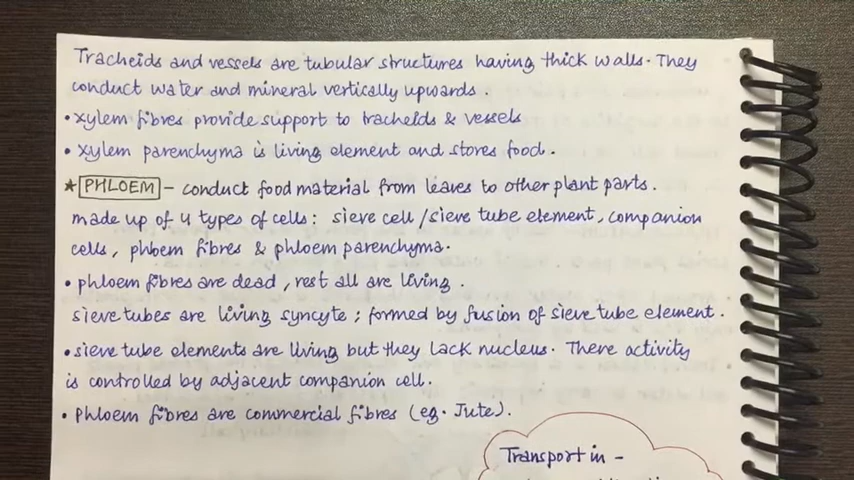 Tracheids and vessels are tubular structures having thick walls. They
conduct water and mineral vertically upwards.
• xylem fibres provide support to tracheids & vessels
• xylem parenchyma is living element and stores food.
★ PHLOEM - conduct food material from leaves to other plant parts.
made up of 4 types of cells: sieve cell/sieve tube element, companion
cells, phloem fibres & phloem parenchyma.
• phloem fibres are dead, rest all are living.
sieve tubes are living syncyte; formed by fusion of sieve tube element.
• sieve tube elements are living but they lack nucleus. There activity
is controlled by adjacent companion cell.
• Phloem fibres are commercial fibres (eg. Jute).
Transport in -